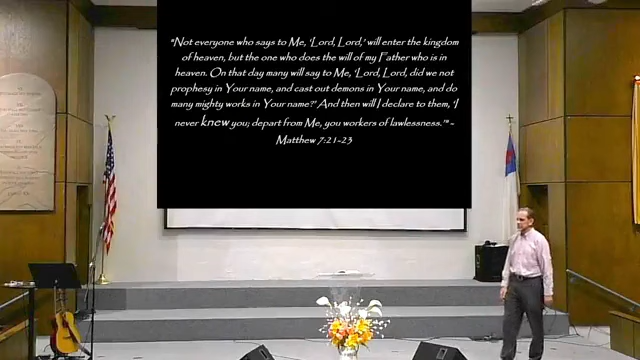 "Not everyone who says to Me, 'Lord, Lord,' will enter the kingdom
of heaven, but the one who does the will of my Father who is in
heaven. On that day many will say to Me, 'Lord, Lord, did we not
prophesy in Your name, and cast out demons in Your name, and do
many mighty works in Your name?' And then will I declare to them, 'I
never knew you; depart from Me, you workers of lawlessness.'" -
Matthew 7:21-23